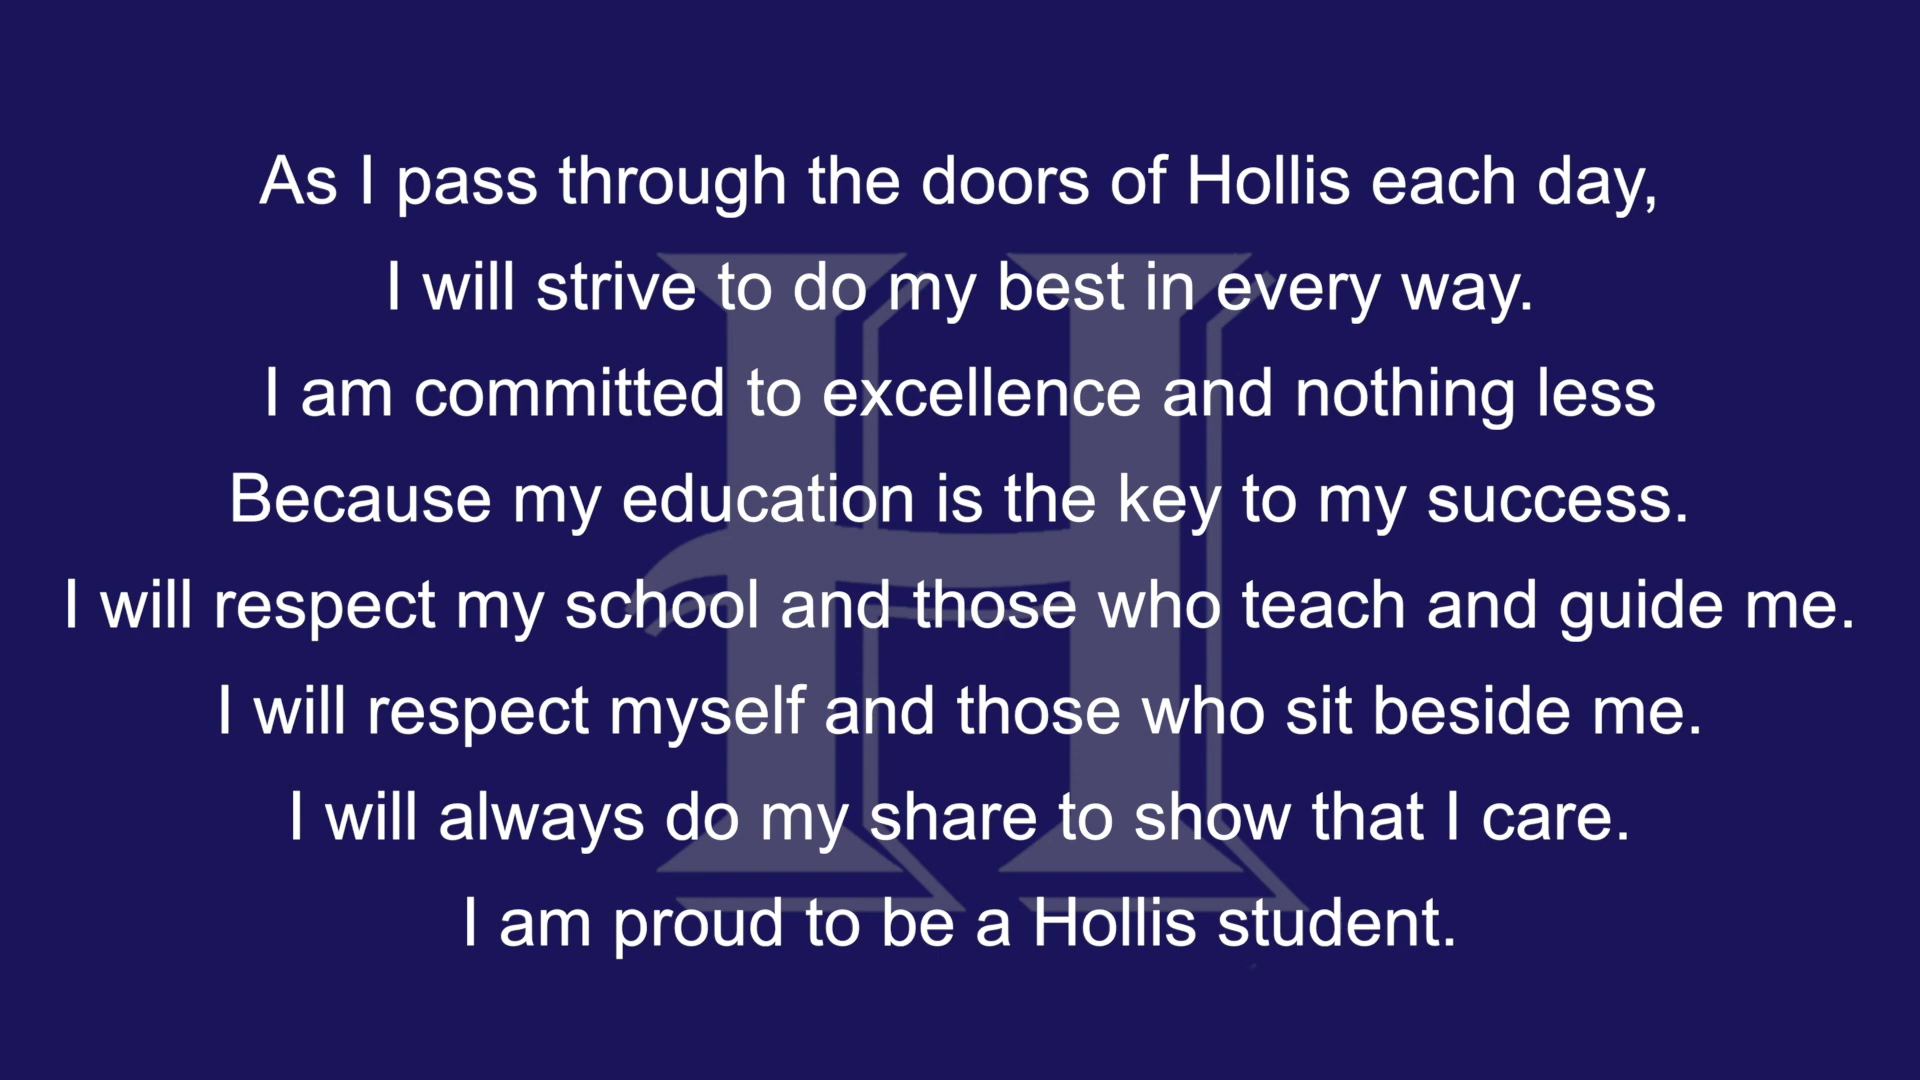 As I pass through the doors of Hollis each day,
I will strive to do my best in every way.
I am committed to excellence and nothing less
Because my education is the key to my success.
I will respect my school and those who teach and guide me.
I will respect myself and those who sit beside me.
I will always do my share to show that I care.
I am proud to be a Hollis student.
H